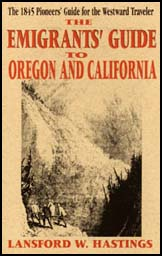 The 1845 Pioneers' Guide for the Westward Traveler
THE
EMIGRANTS' GUIDE
TO
OREGON AND CALIFORNIA
LANSFORD W. HASTINGS